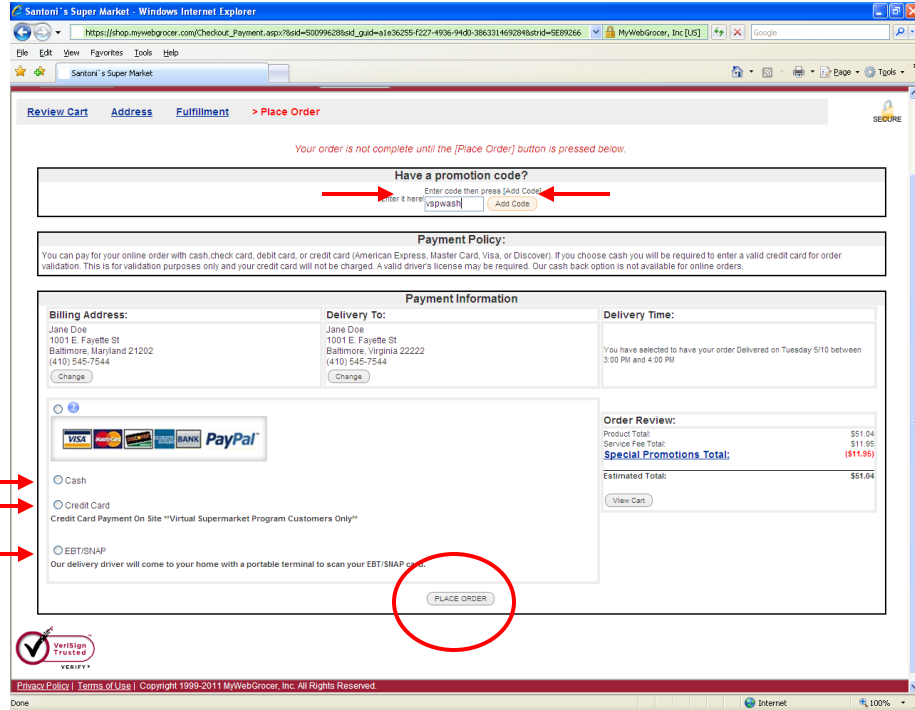 Santoni`s Super Market - Windows Internet Explorer
https://shop.mywebgrocer.com/Checkout_Payment.aspx?&sid=50099628&sid_guid=a1e36255-f227-4936-94d0-386331469284&strid=5E89266 MyWebGrocer, Inc [US] Google
File Edit View Favorites Tools Help
Santoni`s Super Market Page Tools
Review Cart Address Fulfillment > Place Order
SECURE
Your order is not complete until the [Place Order] button is pressed below.
Have a promotion code?
Enter code then press [Add Code]
Enter it here! vspwash Add Code
Payment Policy:
You can pay for your online order with cash,check card, debit card, or credit card (American Express, Master Card, Visa, or Discover). If you choose cash you will be required to enter a valid credit card for order
validation. This is for validation purposes only and your credit card will not be charged. A valid driver's license may be required. Our cash back option is not available for online orders.
Payment Information
Billing Address: Delivery To: Delivery Time:
Jane Doe Jane Doe
1001 E. Fayette St 1001 E. Fayette St
Baltimore, Maryland 21202 Baltimore, Virginia 22222
(410) 545-7544 (410) 545-7544
You have selected to have your order Delivered on Tuesday 5/10 between
3:00 PM and 4:00 PM
Change Change
?
VISA MasterCard DISCOVER BANK PayPal
Cash
Credit Card
Credit Card Payment On Site **Virtual Supermarket Program Customers Only**
EBT/SNAP
Our delivery driver will come to your home with a portable terminal to scan your EBT/SNAP card.
Order Review:
Product Total: $51.04
Service Fee Total: $11.95
Special Promotions Total: ($11.95)
Estimated Total: $51.04
View Cart
PLACE ORDER
VeriSign
Trusted
VERIFY
Privacy Policy | Terms of Use | Copyright 1999-2011 MyWebGrocer, Inc. All Rights Reserved.
Done Internet 100%